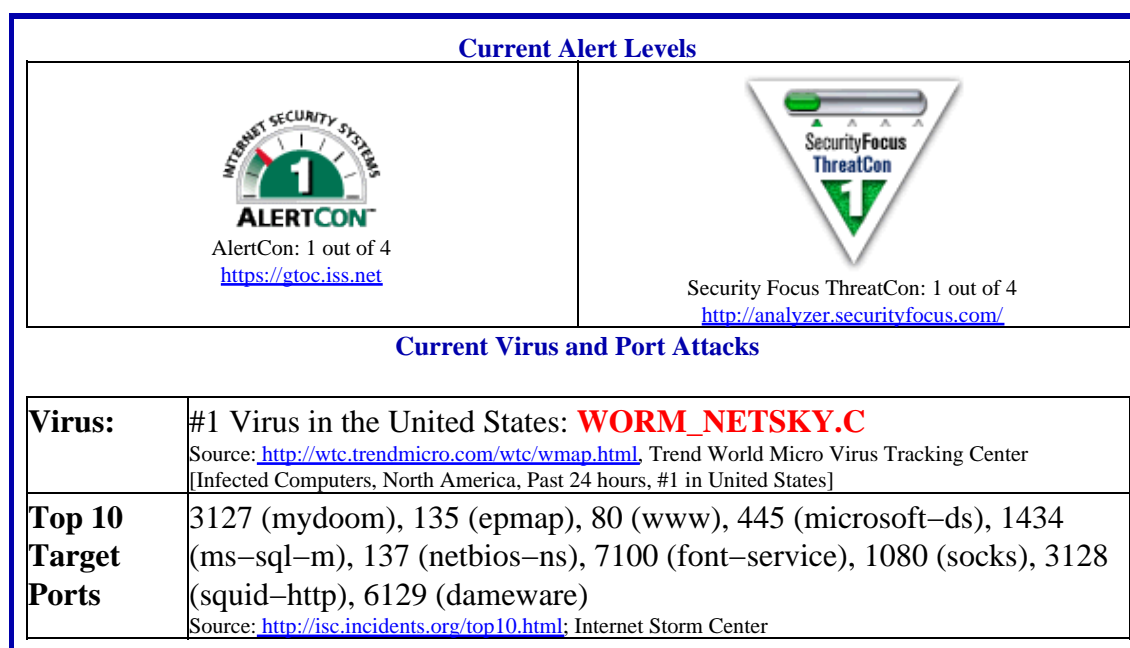 Current Alert Levels
INTERNET SECURITY SYSTEMS
1
ALERTCON™
AlertCon: 1 out of 4
https://gtoc.iss.net
SecurityFocus
ThreatCon
1
Security Focus ThreatCon: 1 out of 4
http://analyzer.securityfocus.com/
Current Virus and Port Attacks
Virus: #1 Virus in the United States: WORM_NETSKY.C
Source: http://wtc.trendmicro.com/wtc/wmap.html, Trend World Micro Virus Tracking Center
[Infected Computers, North America, Past 24 hours, #1 in United States]
Top 10 3127 (mydoom), 135 (epmap), 80 (www), 445 (microsoft−ds), 1434
Target (ms−sql−m), 137 (netbios−ns), 7100 (font−service), 1080 (socks), 3128
Ports (squid−http), 6129 (dameware)
Source: http://isc.incidents.org/top10.html; Internet Storm Center